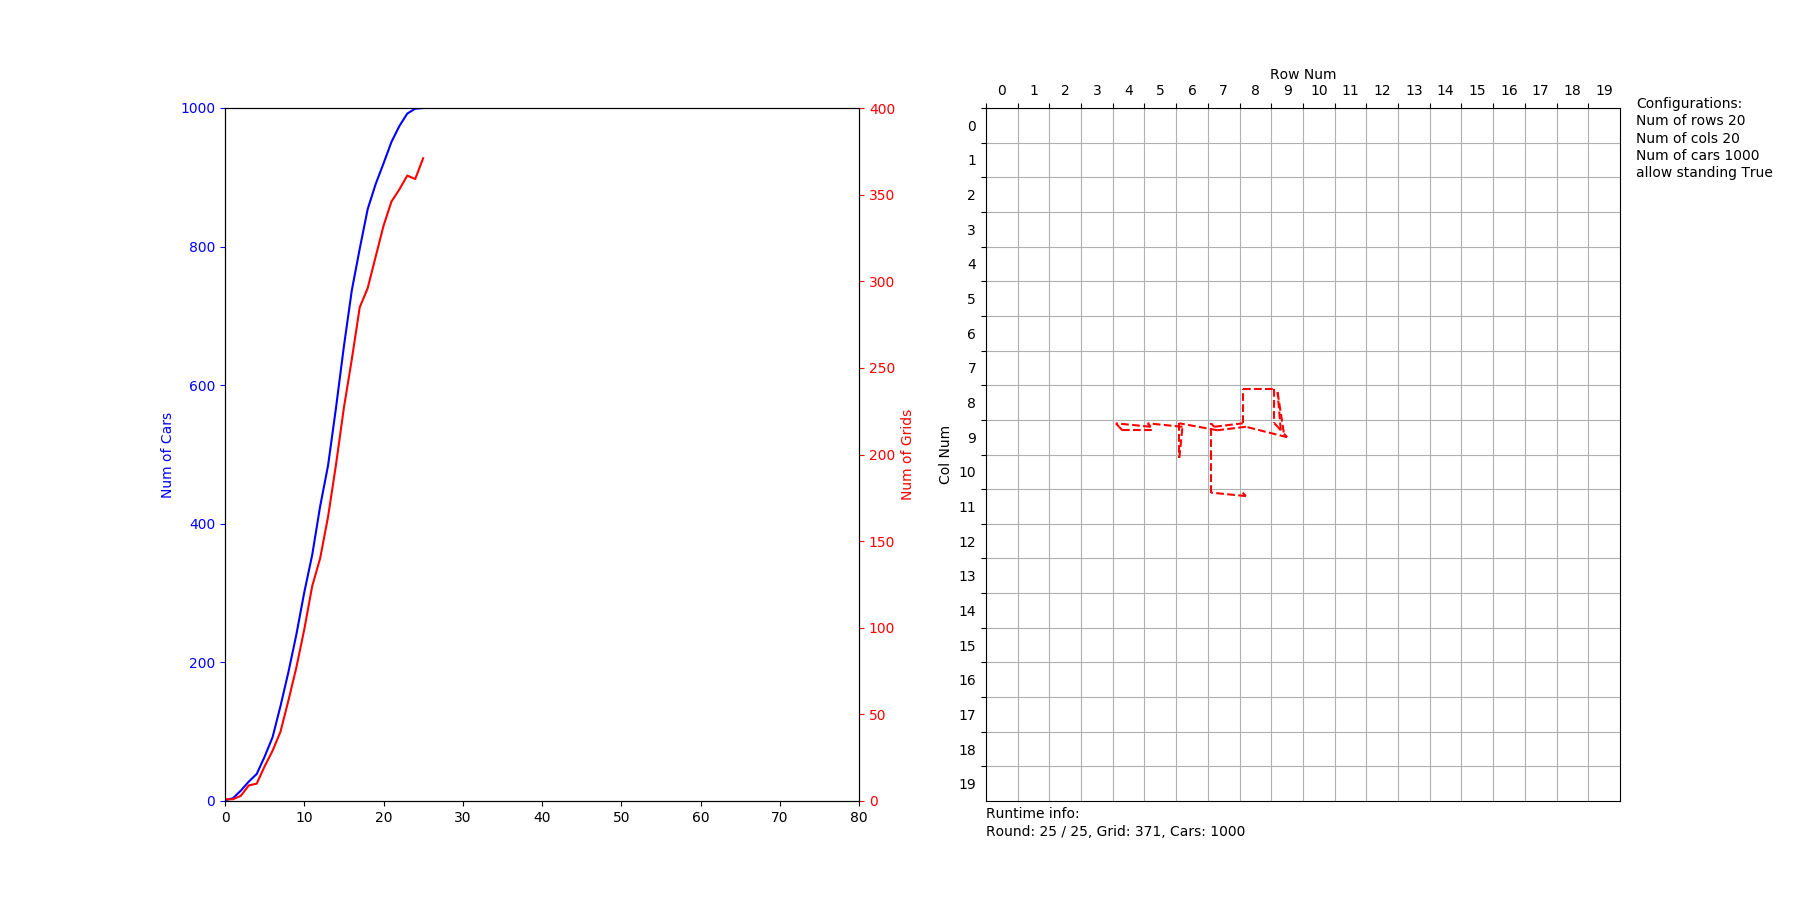 Row Num
0 1 2 3 4 5 6 7 8 9 10 11 12 13 14 15 16 17 18 19
Configurations:
Num of rows 20
Num of cols 20
Num of cars 1000
allow standing True
1000
800
600
400
200
0
Num of Cars
0 10 20 30 40 50 60 70 80
400
350
300
250
200
150
100
50
0
Num of Grids
Col Num
0
1
2
3
4
5
6
7
8
9
10
11
12
13
14
15
16
17
18
19
Runtime info:
Round: 25 / 25, Grid: 371, Cars: 1000